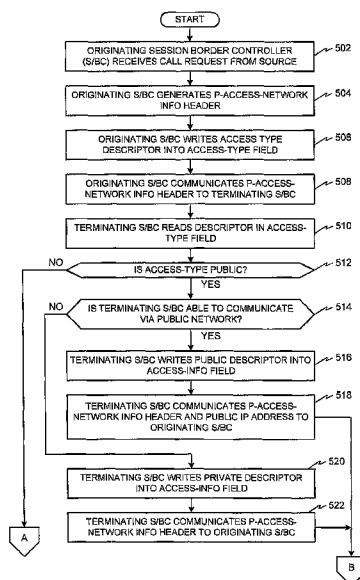 START
ORIGINATING SESSION BORDER CONTROLLER
(S/BC) RECEIVES CALL REQUEST FROM SOURCE
502
ORIGINATING S/BC GENERATES P-ACCESS-NETWORK
INFO HEADER
504
ORIGINATING S/BC WRITES ACCESS TYPE
DESCRIPTOR INTO ACCESS-TYPE FIELD
506
ORIGINATING S/BC COMMUNICATES P-ACCESS-
NETWORK INFO HEADER TO TERMINATING S/BC
508
TERMINATING S/BC READS DESCRIPTOR IN ACCESS-
TYPE FIELD
510
NO
IS ACCESS-TYPE PUBLIC?
512
YES
NO
IS TERMINATING S/BC ABLE TO COMMUNICATE
VIA PUBLIC NETWORK?
514
YES
TERMINATING S/BC WRITES PUBLIC DESCRIPTOR INTO
ACCESS-INFO FIELD
516
518
TERMINATING S/BC COMMUNICATES P-ACCESS-
NETWORK INFO HEADER AND PUBLIC IP ADDRESS TO
ORIGINATING S/BC
520
TERMINATING S/BC WRITES PRIVATE DESCRIPTOR
INTO ACCESS-INFO FIELD
522
TERMINATING S/BC COMMUNICATES P-ACCESS-
NETWORK INFO HEADER TO ORIGINATING S/BC
A
B